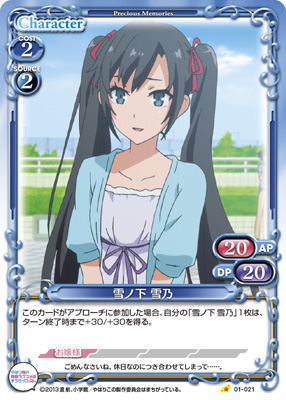 Precious Memories
Character
COST
2
SOURCE
2
20 AP
DP 20
雪ノ下 雪乃
このカードがアプローチに参加した場合、自分の「雪ノ下 雪乃」1枚は、
ターン終了時まで+30/+30を得る。
お嬢様
ごめんなさいね。休日なのにつき合わせてしまって……。
©2013 渡 航、小学館／やはりこの製作委員会はまちがっている。
01-021